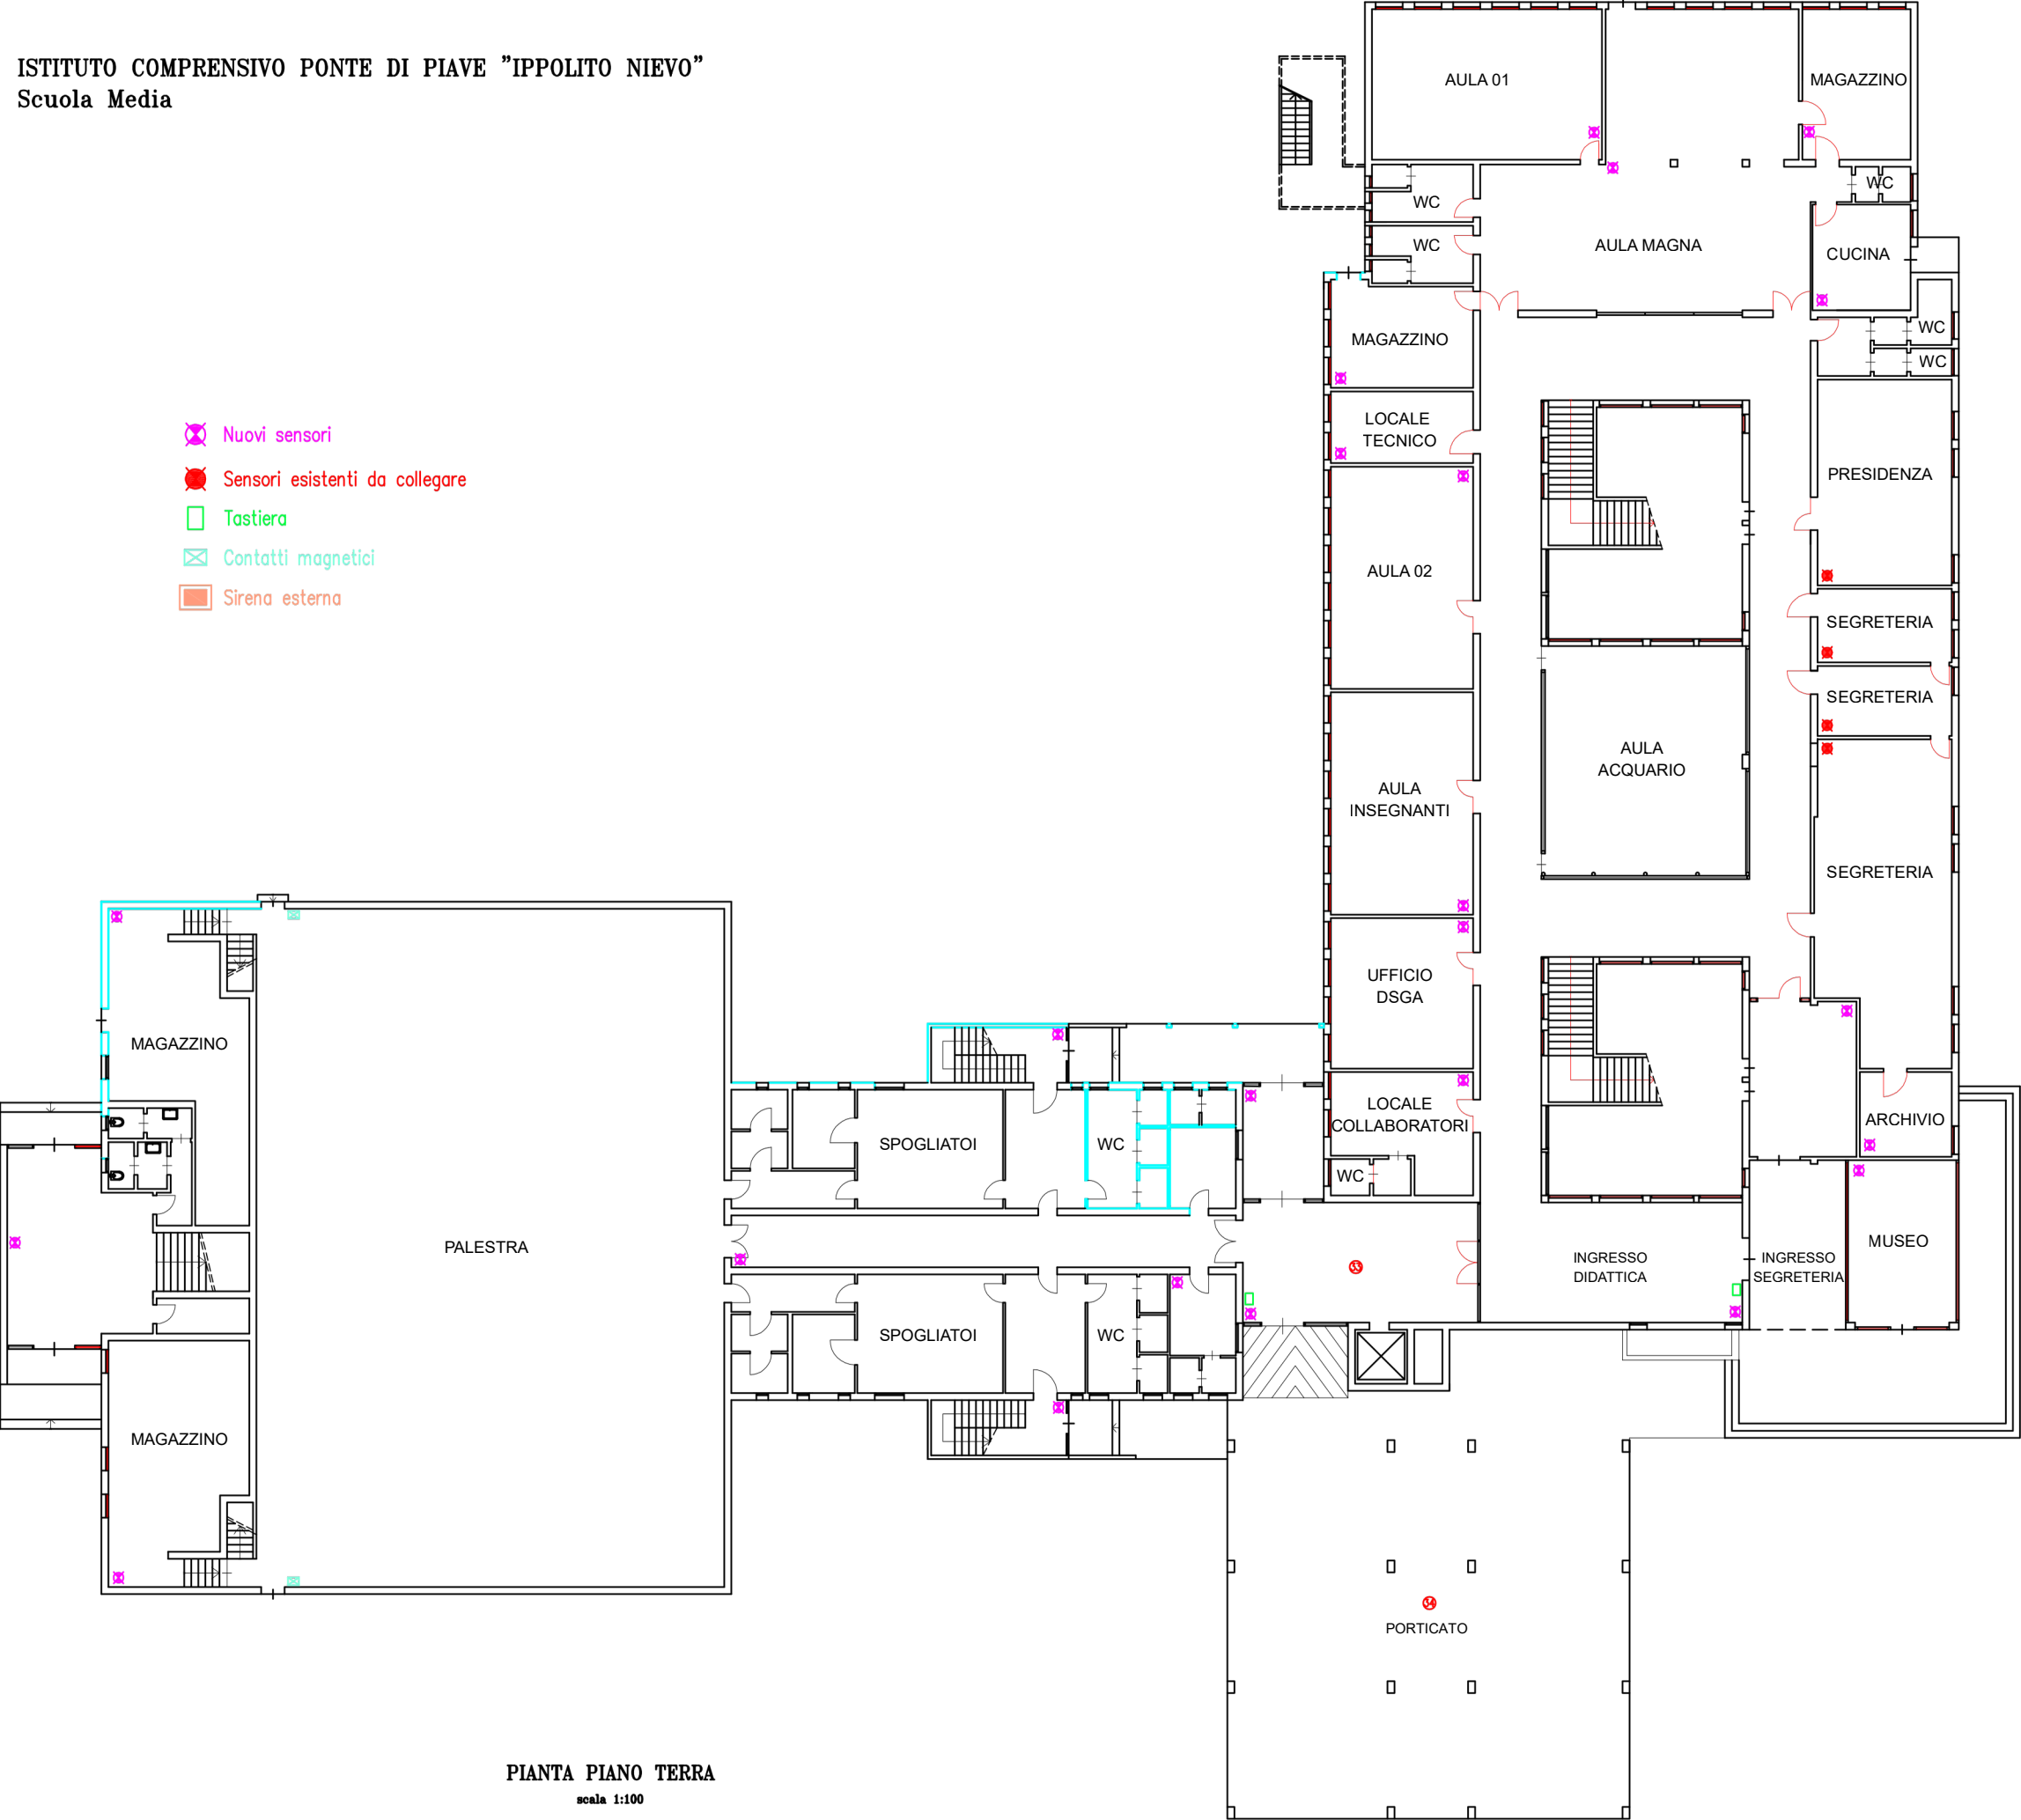 ISTITUTO COMPRENSIVO PONTE DI PIAVE "IPPOLITO NIEVO"
Scuola Media
AULA 01
MAGAZZINO
WC
WC
WC
AULA MAGNA
CUCINA
MAGAZZINO
WC
WC
LOCALE
TECNICO
Nuovi sensori
Sensori esistenti da collegare
Tastiera
Contatti magnetici
Sirena esterna
PRESIDENZA
AULA 02
SEGRETERIA
SEGRETERIA
AULA
ACQUARIO
AULA
INSEGNANTI
SEGRETERIA
UFFICIO
DSGA
MAGAZZINO
LOCALE
COLLABORATORI
ARCHIVIO
SPOGLIATOI
WC
WC
PALESTRA
MUSEO
INGRESSO
DIDATTICA
INGRESSO
SEGRETERIA
33
SPOGLIATOI
WC
MAGAZZINO
34
PORTICATO
PIANTA PIANO TERRA
scala 1:100